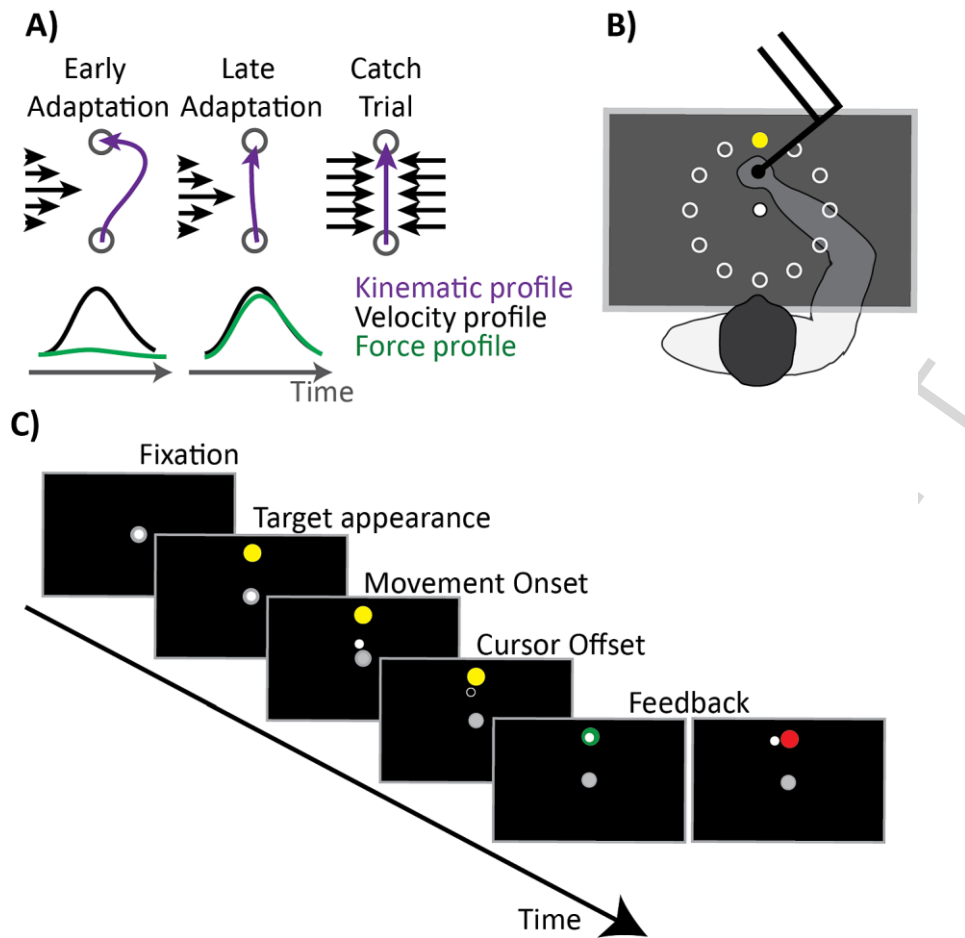 A)
Early
Adaptation
Late
Adaptation
Catch
Trial
Kinematic profile
Velocity profile
Force profile
Time
B)
C)
Fixation
Target appearance
Movement Onset
Cursor Offset
Feedback
Time